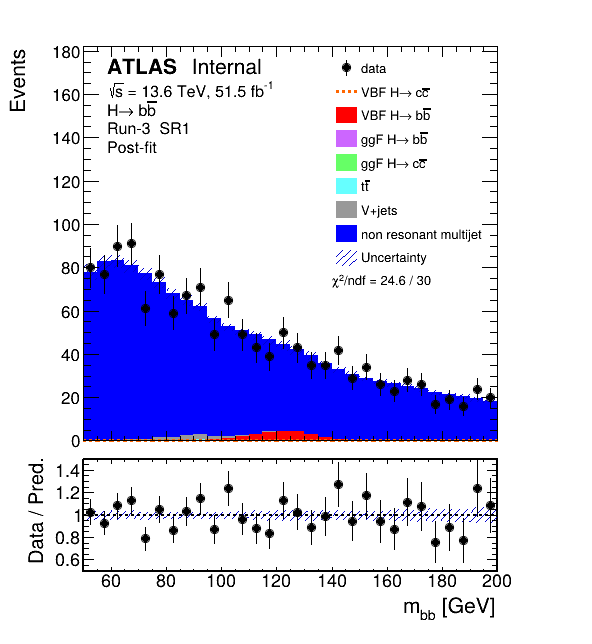 Events
180
160
140
120
100
80
60
40
20
0
ATLAS Internal
√s = 13.6 TeV, 51.5 fb⁻¹
H→ bb̅
Run-3 SR1
Post-fit
data
VBF H→ cc̅
VBF H→ bb̅
ggF H→ bb̅
ggF H→ cc̅
tt̅
V+jets
non resonant multijet
Uncertainty
χ²/ndf = 24.6 / 30
Data / Pred.
1.4
1.2
1
0.8
0.6
60 80 100 120 140 160 180 200
m_bb [GeV]